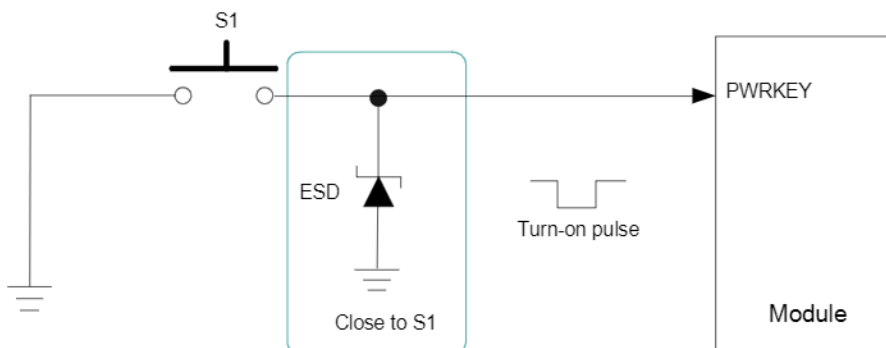 S1
PWRKEY
ESD
Turn-on pulse
Close to S1
Module